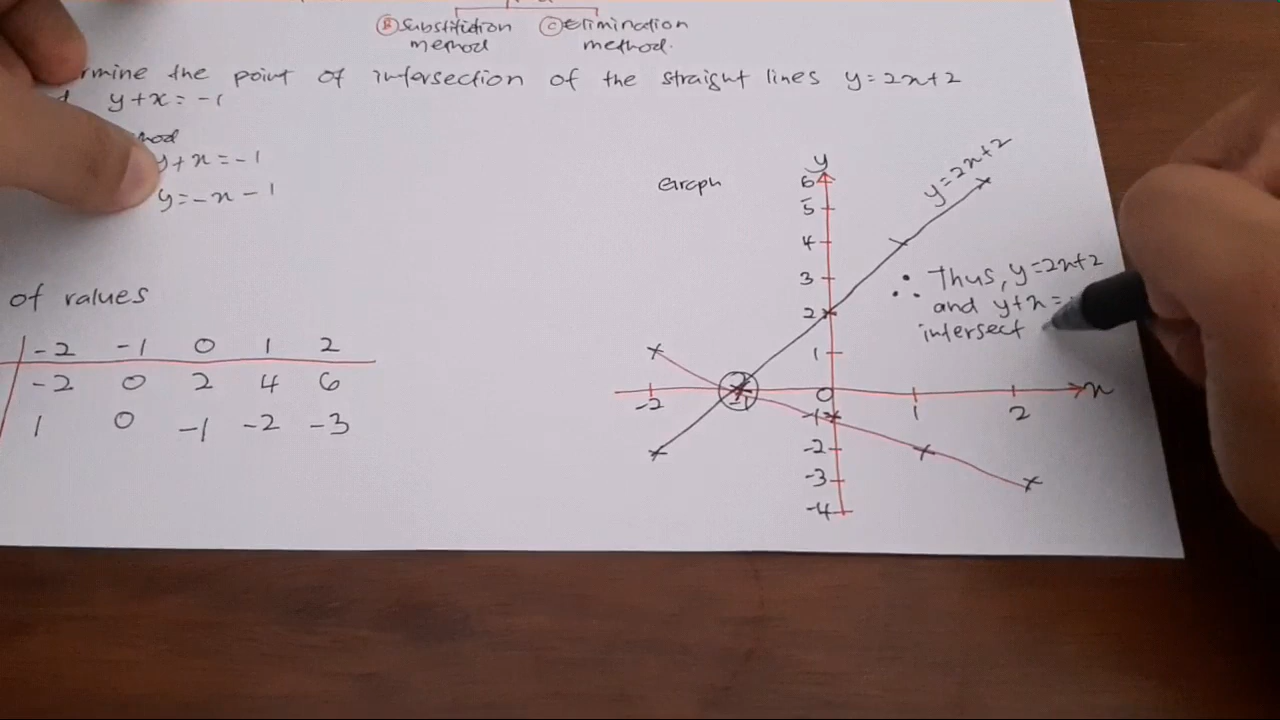 Ⓑ Substitution method
Ⓒ Elimination method.
the point of intersection of the straight lines y=2x+2
y+x=-1
y+x=-1
y=-x-1
of values
-2 -1 0 1 2
-2 0 2 4 6
1 0 -1 -2 -3
Graph
y
6
5
4
3
2
1
0
-1
-2
-3
-4
-2 -1 1 2 x
y=2x+2
∴ Thus, y=2x+2
and y+x=
intersect